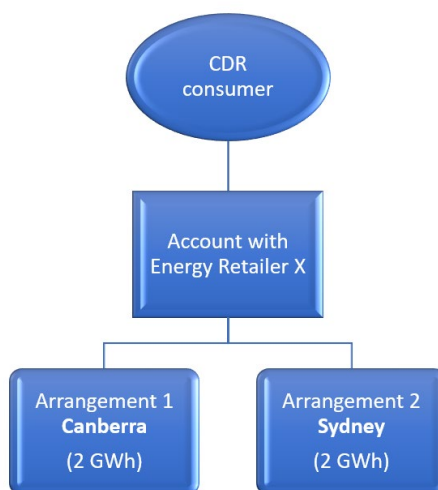 CDR
consumer
Account with
Energy Retailer X
Arrangement 1
Canberra
(2 GWh)
Arrangement 2
Sydney
(2 GWh)